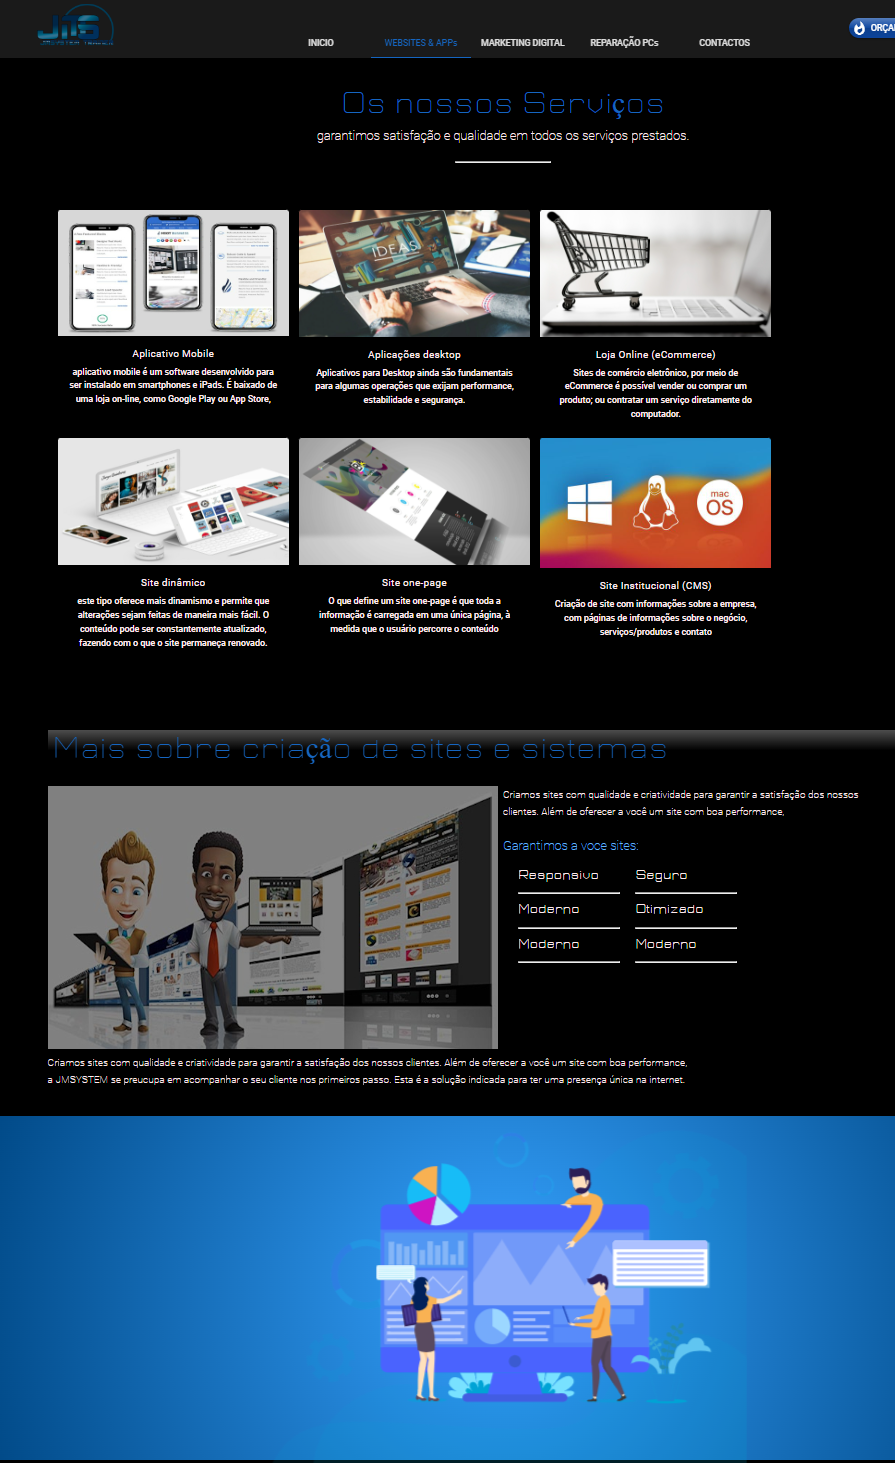 JMS
INICIO
WEBSITES & APPs
MARKETING DIGITAL
REPARAÇÃO PCs
CONTACTOS
Os nossos Serviços
garantimos satisfação e qualidade em todos os serviços prestados.
IDEAS
Aplicativo Mobile
aplicativo mobile é um software desenvolvido para
ser instalado em smartphones e iPads. É baixado de
uma loja on-line, como Google Play ou App Store,
Aplicações desktop
Aplicativos para Desktop ainda são fundamentais
para algumas operações que exijam performance,
estabilidade e segurança.
Loja Online (eCommerce)
Sites de comércio eletrônico, por meio de
eCommerce é possível vender ou comprar um
produto; ou contratar um serviço diretamente do
computador.
mac
OS
Site dinâmico
este tipo oferece mais dinamismo e permite que
alterações sejam feitas de maneira mais fácil. O
conteúdo pode ser constantemente atualizado,
fazendo com o que o site permaneça renovado.
Site one-page
O que define um site one-page é que toda a
informação é carregada em uma única página, à
medida que o usuário percorre o conteúdo
Site Institucional (CMS)
Criação de site com informações sobre a empresa,
com páginas de informações sobre o negócio,
serviços/produtos e contato
Mais sobre criação de sites e sistemas
Criamos sites com qualidade e criatividade para garantir a satisfação dos nossos
clientes. Além de oferecer a você um site com boa performance,
Garantimos a voce sites:
Responsivo Seguro
Moderno Otimizado
Moderno Moderno
Criamos sites com qualidade e criatividade para garantir a satisfação dos nossos clientes. Além de oferecer a você um site com boa performance,
a JMSYSTEM se preucupa em acompanhar o seu cliente nos primeiros passo. Esta é a solução indicada para ter uma presença única na internet.